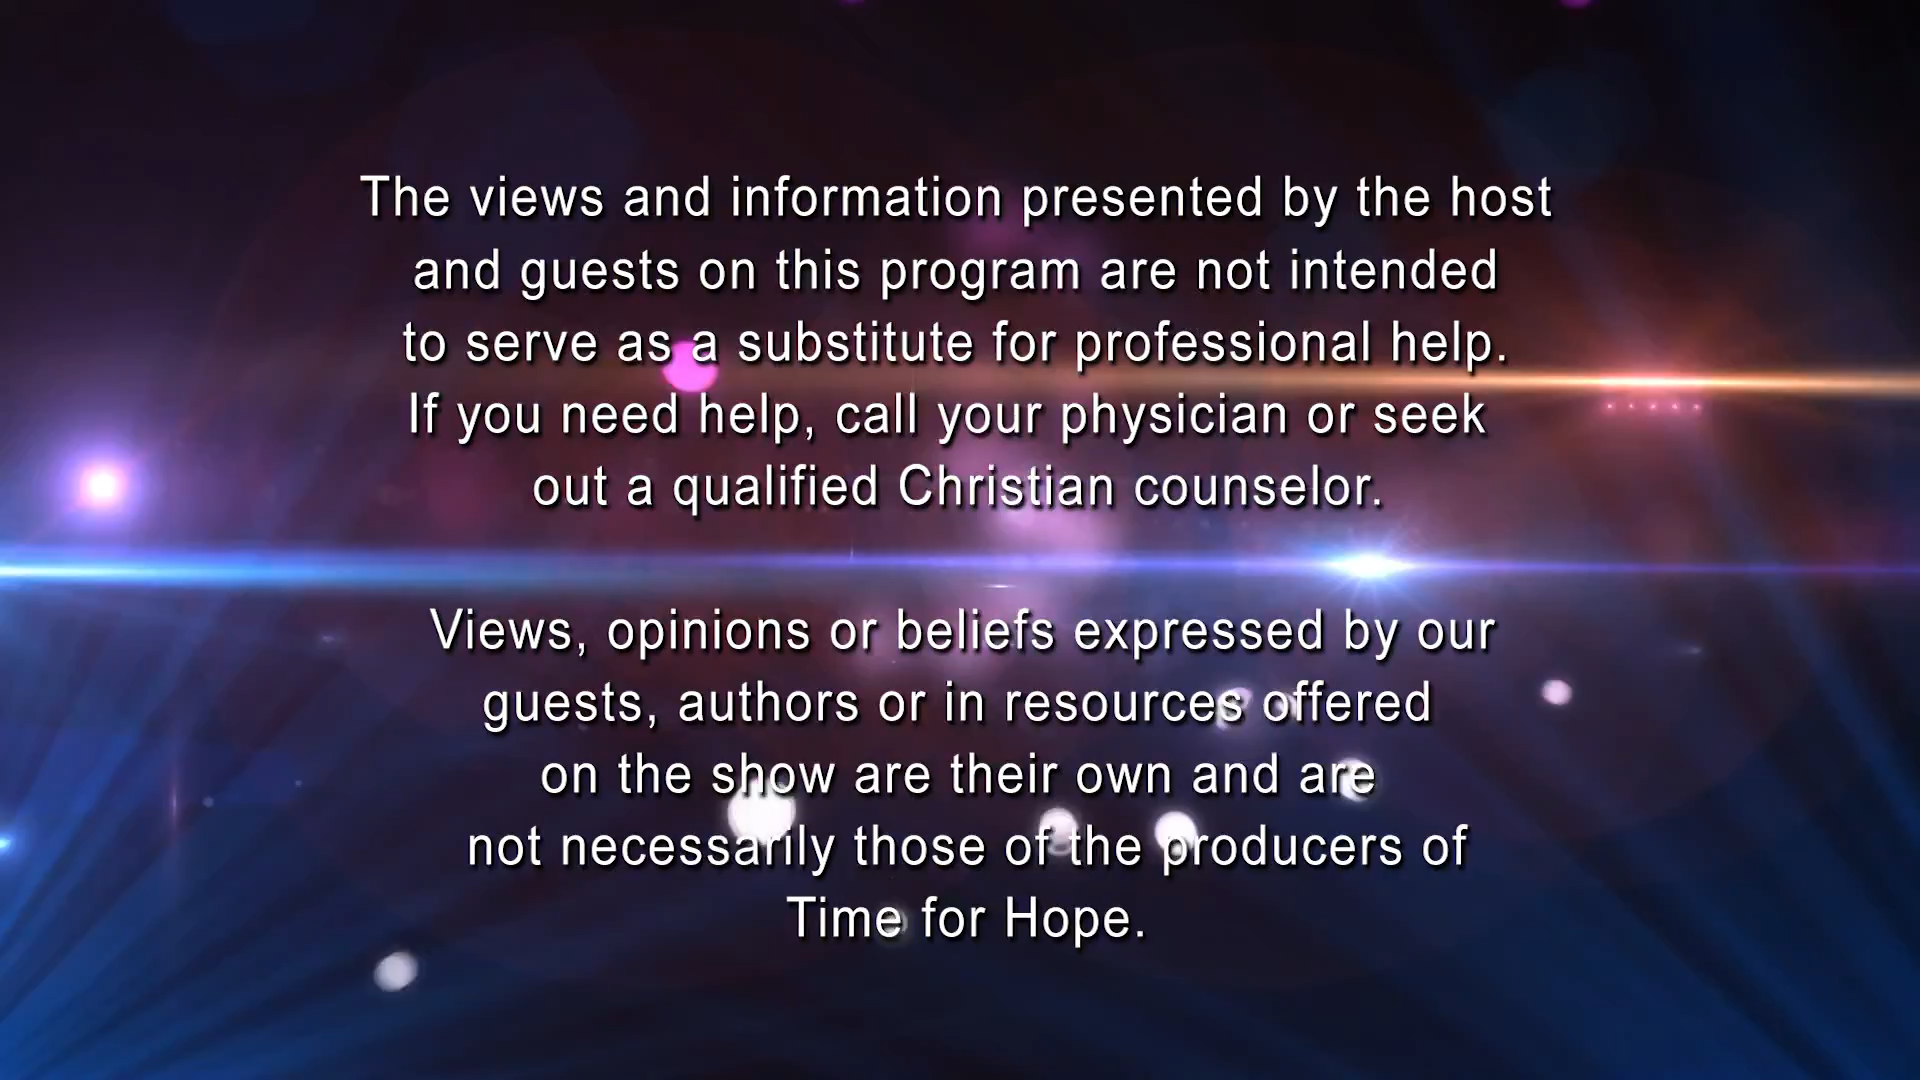 The views and information presented by the host
and guests on this program are not intended
to serve as a substitute for professional help.
If you need help, call your physician or seek
out a qualified Christian counselor.
Views, opinions or beliefs expressed by our
guests, authors or in resources offered
on the show are their own and are
not necessarily those of the producers of
Time for Hope.